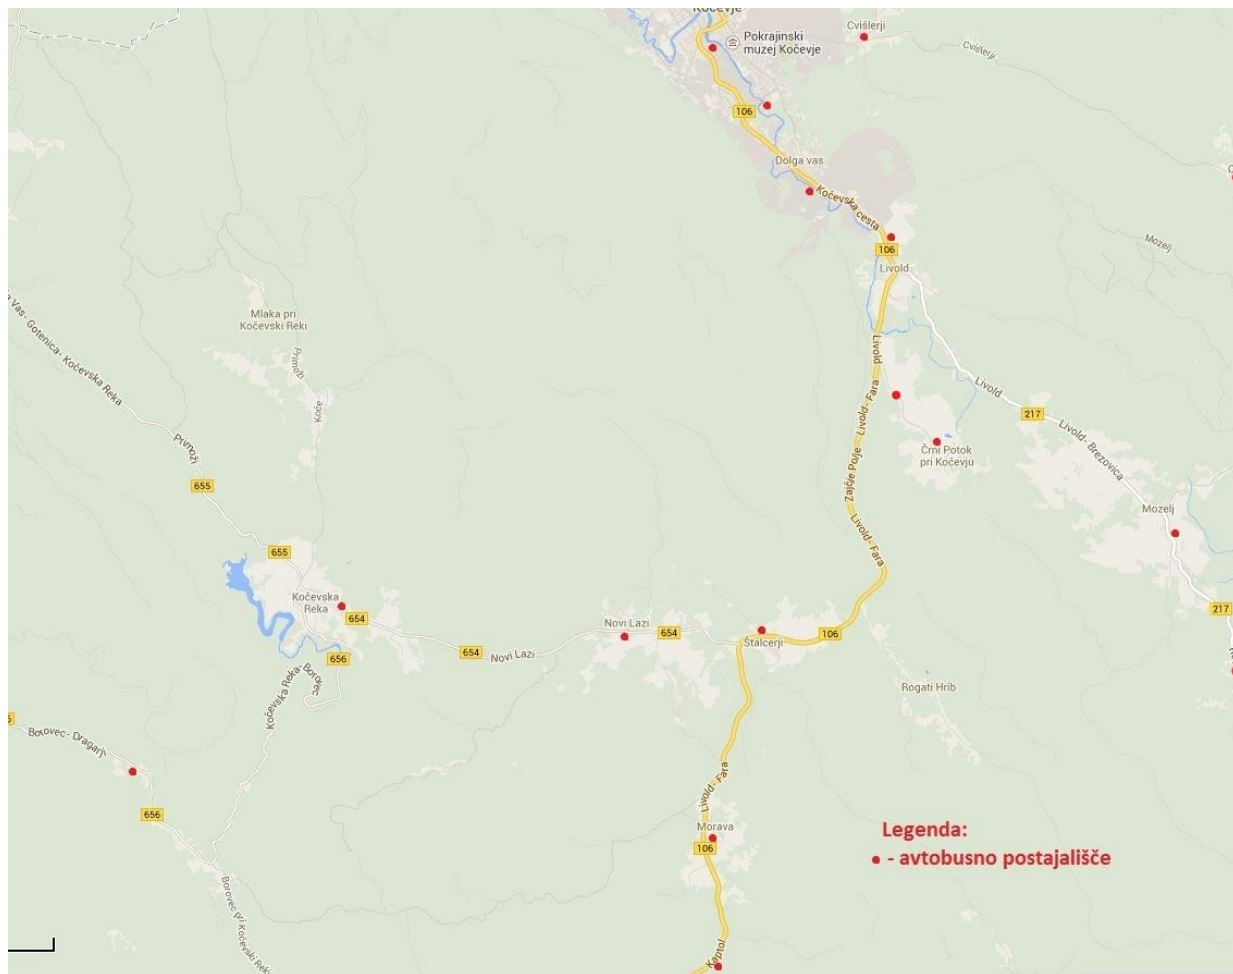 Kočevje
Cvišlerji
Pokrajinski
muzej Kočevje
Cvišlerji
106
Dolga vas
Kočevska cesta
Mozelj
106
Livold
Mlaka pri
Kočevski Reki
a Vas - Gotenica - Kočevska Reka
Primoži
Livold
Koče
Livold - Fara
Livold
217
Črni Potok
pri Kočevju
Livold - Brezovica
Primoži
Zajčje Polje
655
Mozelj
Livold - Fara
655
Kočevska
Reka
654
217
Novi Lazi
654
106
Štalcerji
654
Novi Lazi
656
Kočevska Reka - Borovec
Rogati Hrib
Borovec - Dragarji
656
Livold - Fara
Morava
106
Legenda:
- avtobusno postajališče
Borovec pri Kočevski Reki
Kaptol